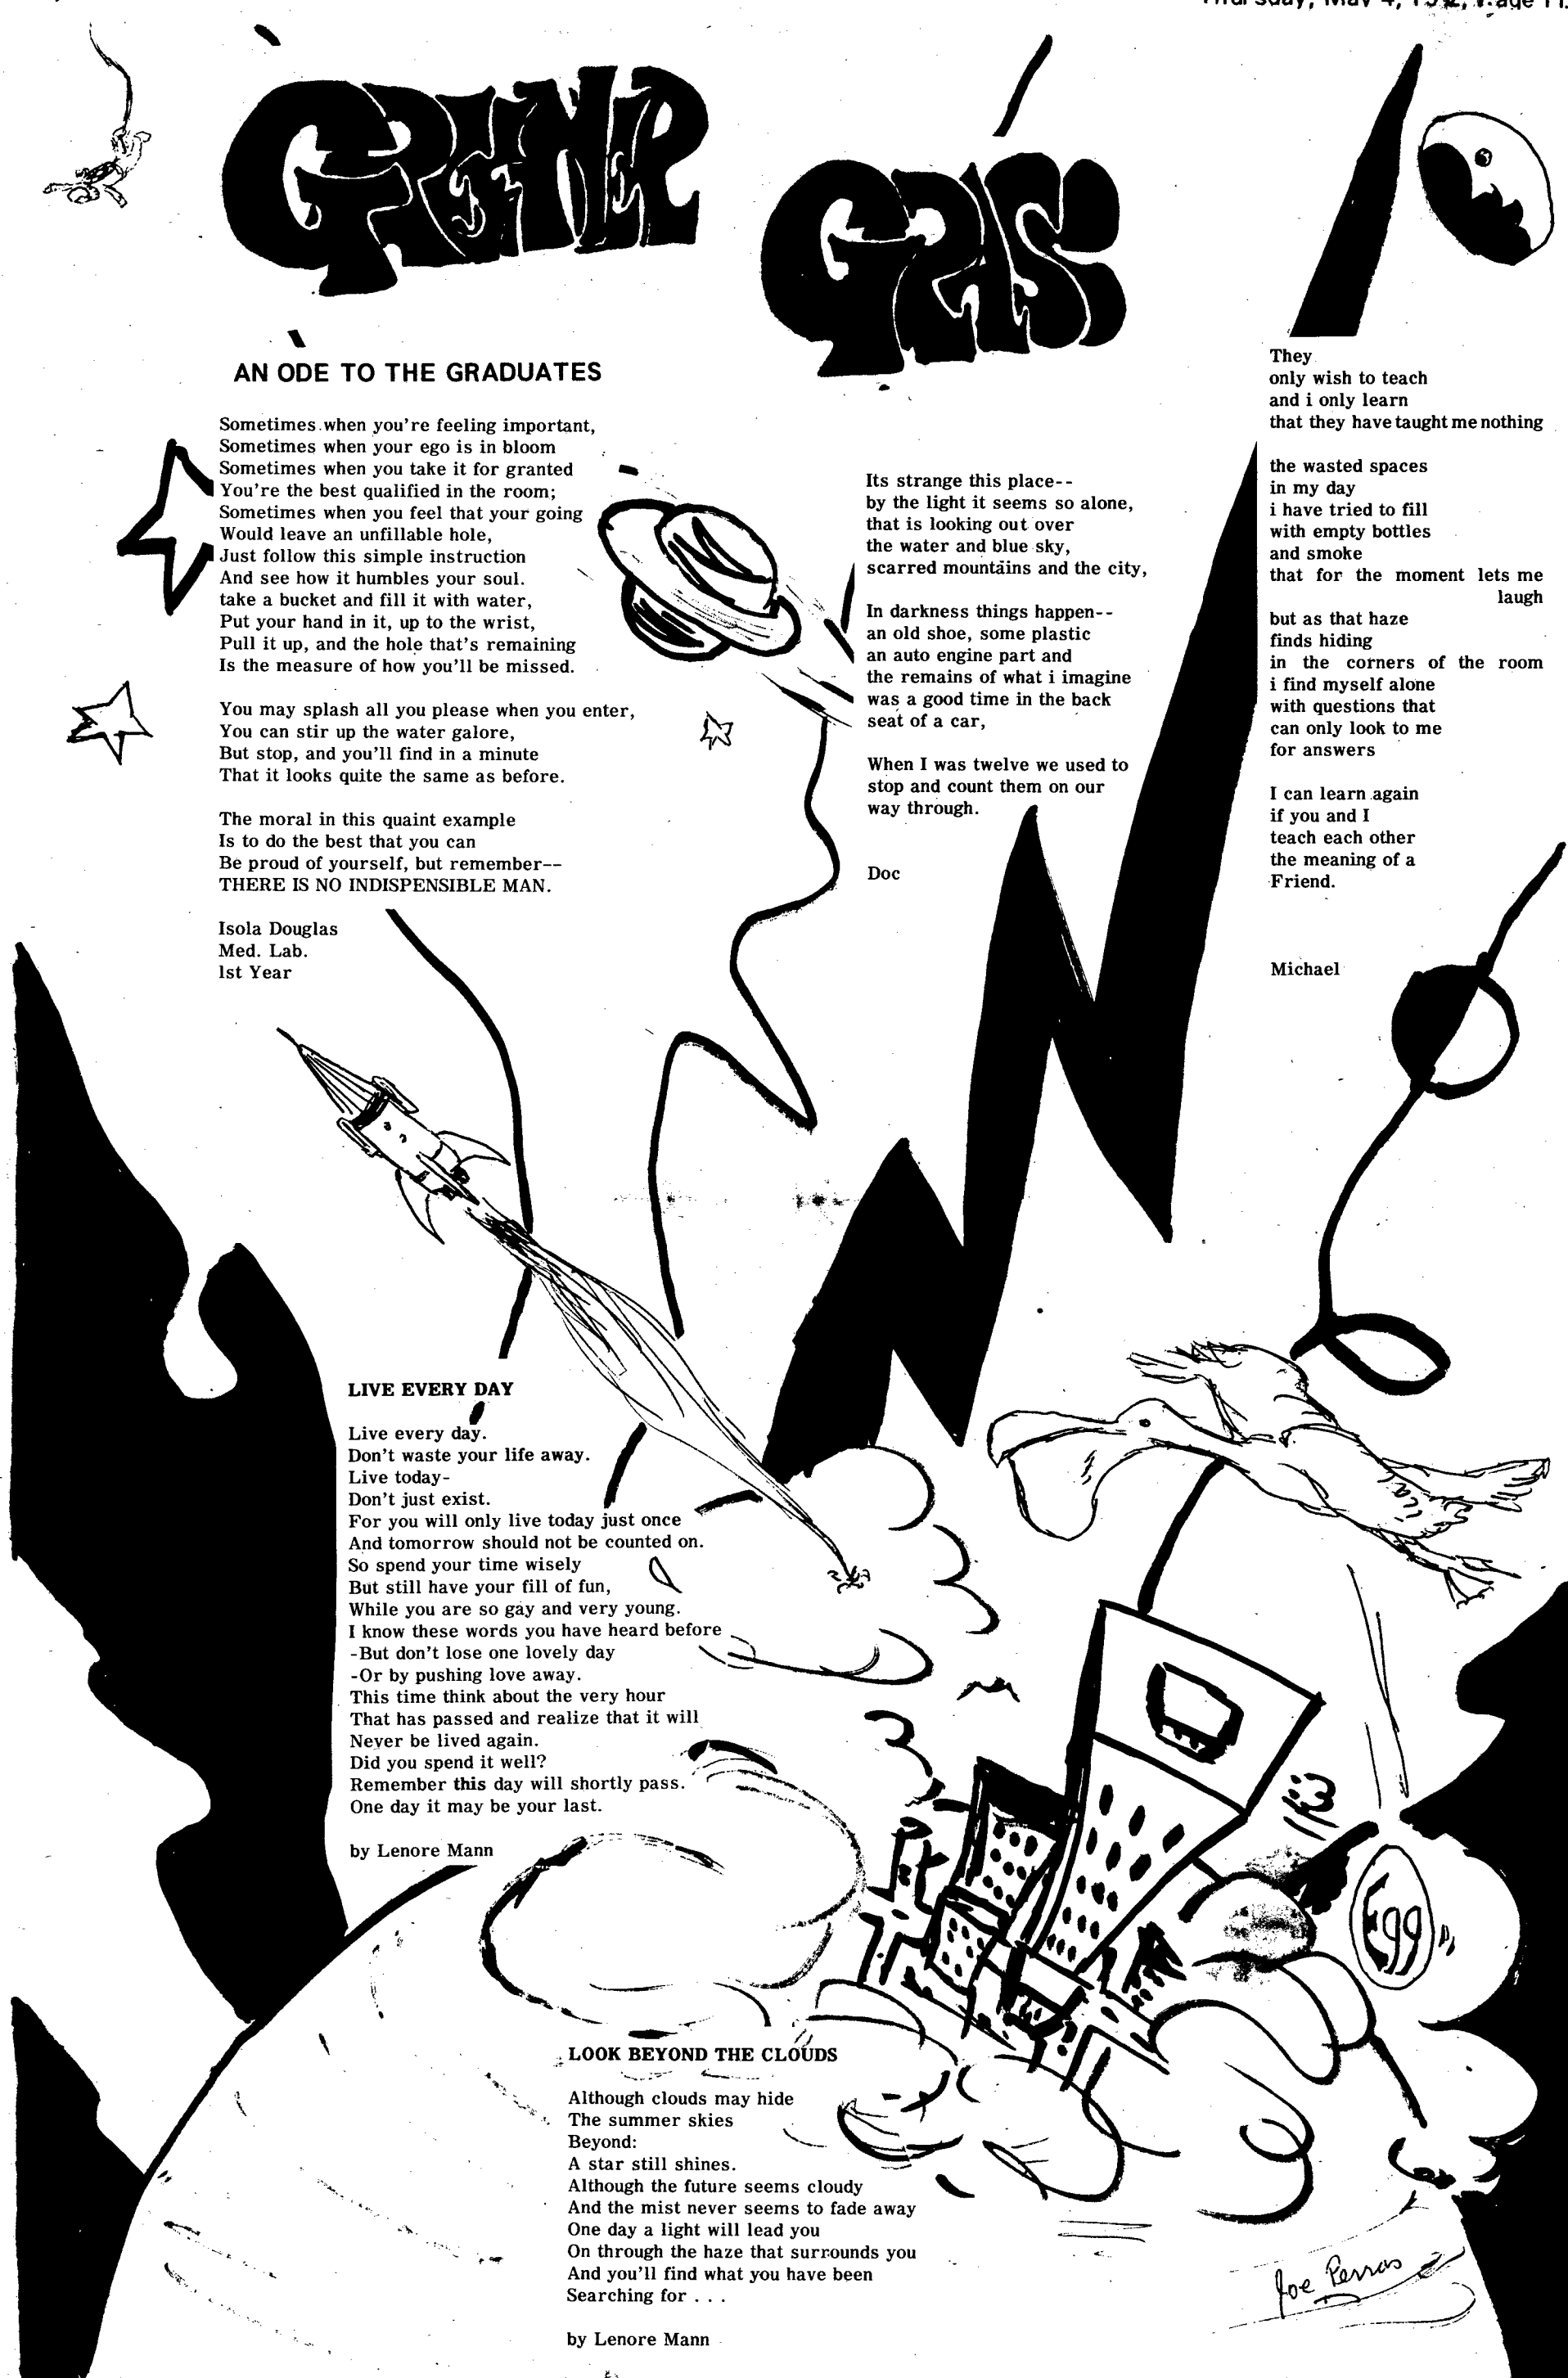 Thursday, May 4, 1972, Page 11
GREENER
GRASS
AN ODE TO THE GRADUATES
Sometimes when you're feeling important,
Sometimes when your ego is in bloom
Sometimes when you take it for granted
You're the best qualified in the room;
Sometimes when you feel that your going
Would leave an unfillable hole,
Just follow this simple instruction
And see how it humbles your soul.
take a bucket and fill it with water,
Put your hand in it, up to the wrist,
Pull it up, and the hole that's remaining
Is the measure of how you'll be missed.
You may splash all you please when you enter,
You can stir up the water galore,
But stop, and you'll find in a minute
That it looks quite the same as before.
The moral in this quaint example
Is to do the best that you can
Be proud of yourself, but remember--
THERE IS NO INDISPENSIBLE MAN.
Isola Douglas
Med. Lab.
1st Year
Its strange this place--
by the light it seems so alone,
that is looking out over
the water and blue sky,
scarred mountains and the city,
In darkness things happen--
an old shoe, some plastic
an auto engine part and
the remains of what i imagine
was a good time in the back
seat of a car,
When I was twelve we used to
stop and count them on our
way through.
Doc
They
only wish to teach
and i only learn
that they have taught me nothing
the wasted spaces
in my day
i have tried to fill
with empty bottles
and smoke
that for the moment lets me
laugh
but as that haze
finds hiding
in the corners of the room
i find myself alone
with questions that
can only look to me
for answers
I can learn again
if you and I
teach each other
the meaning of a
Friend.
Michael
LIVE EVERY DAY
Live every day.
Don't waste your life away.
Live today-
Don't just exist.
For you will only live today just once
And tomorrow should not be counted on.
So spend your time wisely
But still have your fill of fun,
While you are so gay and very young.
I know these words you have heard before
-But don't lose one lovely day
-Or by pushing love away.
This time think about the very hour
That has passed and realize that it will
Never be lived again.
Did you spend it well?
Remember this day will shortly pass.
One day it may be your last.
by Lenore Mann
Egg
LOOK BEYOND THE CLOUDS
Although clouds may hide
The summer skies
Beyond:
A star still shines.
Although the future seems cloudy
And the mist never seems to fade away
One day a light will lead you
On through the haze that surrounds you
And you'll find what you have been
Searching for . . .
by Lenore Mann
Joe Perras